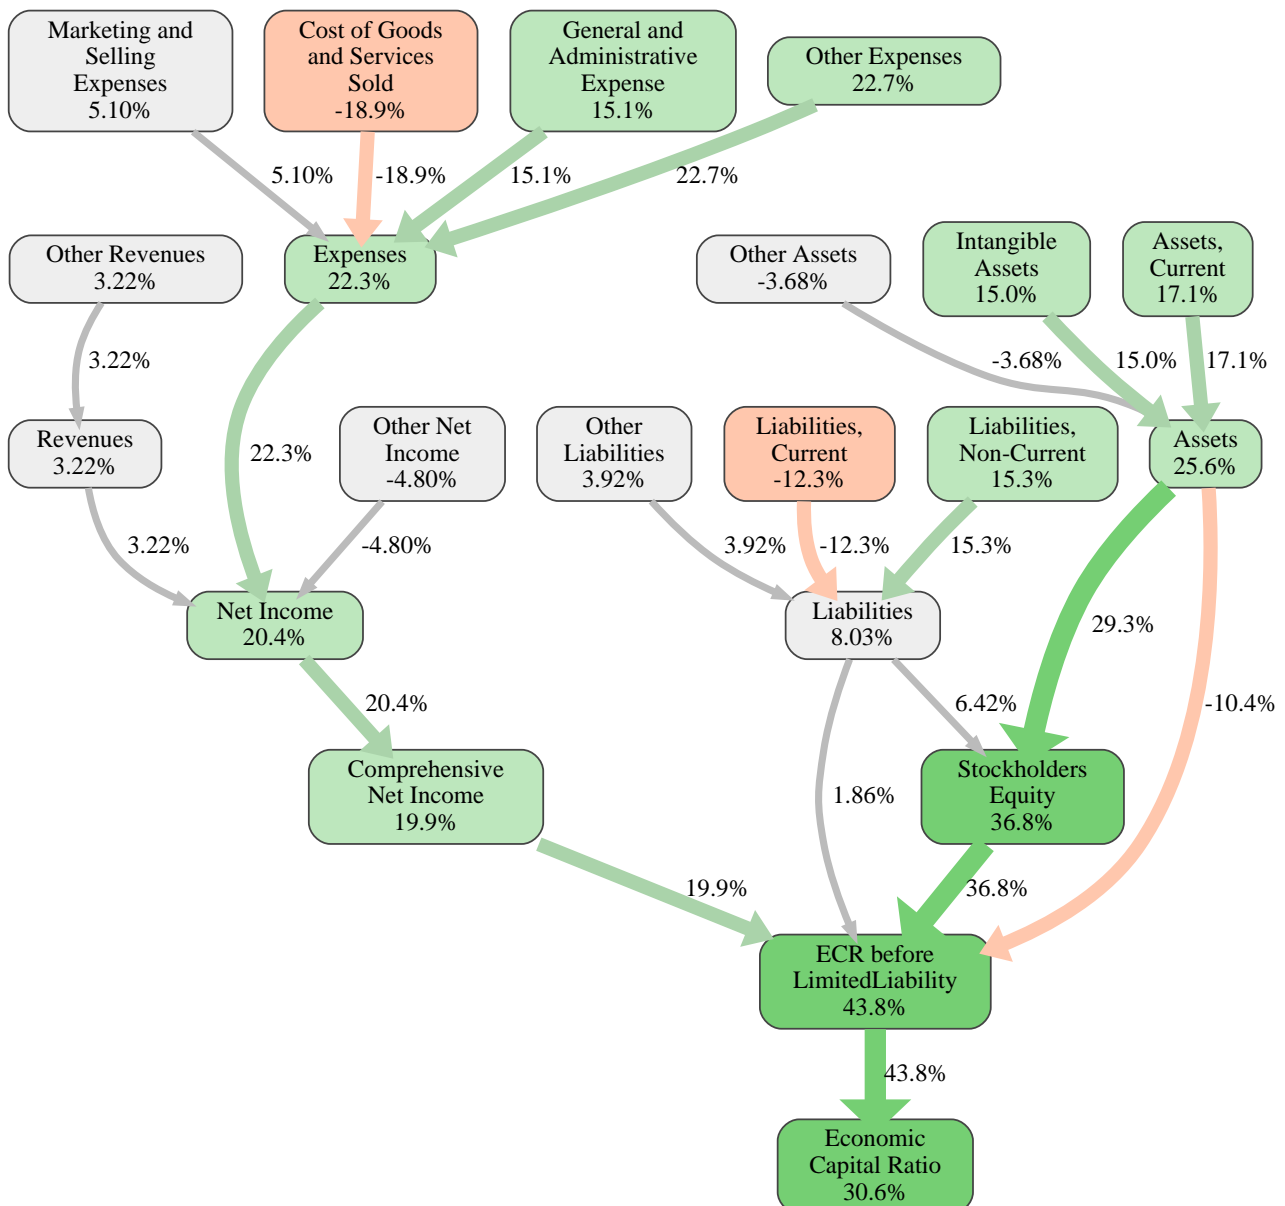 Marketing and
Selling
Expenses
5.10%
Cost of Goods
and Services
Sold
-18.9%
General and
Administrative
Expense
15.1%
Other Expenses
22.7%
5.10%
-18.9%
15.1%
22.7%
Other Revenues
3.22%
Expenses
22.3%
Other Assets
-3.68%
Intangible
Assets
15.0%
Assets,
Current
17.1%
3.22%
22.3%
-3.68%
15.0%
17.1%
Revenues
3.22%
Other Net
Income
-4.80%
Other
Liabilities
3.92%
Liabilities,
Current
-12.3%
Liabilities,
Non-Current
15.3%
Assets
25.6%
3.22%
-4.80%
3.92%
-12.3%
15.3%
29.3%
-10.4%
Net Income
20.4%
Liabilities
8.03%
20.4%
6.42%
1.86%
Comprehensive
Net Income
19.9%
Stockholders
Equity
36.8%
19.9%
36.8%
ECR before
LimitedLiability
43.8%
43.8%
Economic
Capital Ratio
30.6%